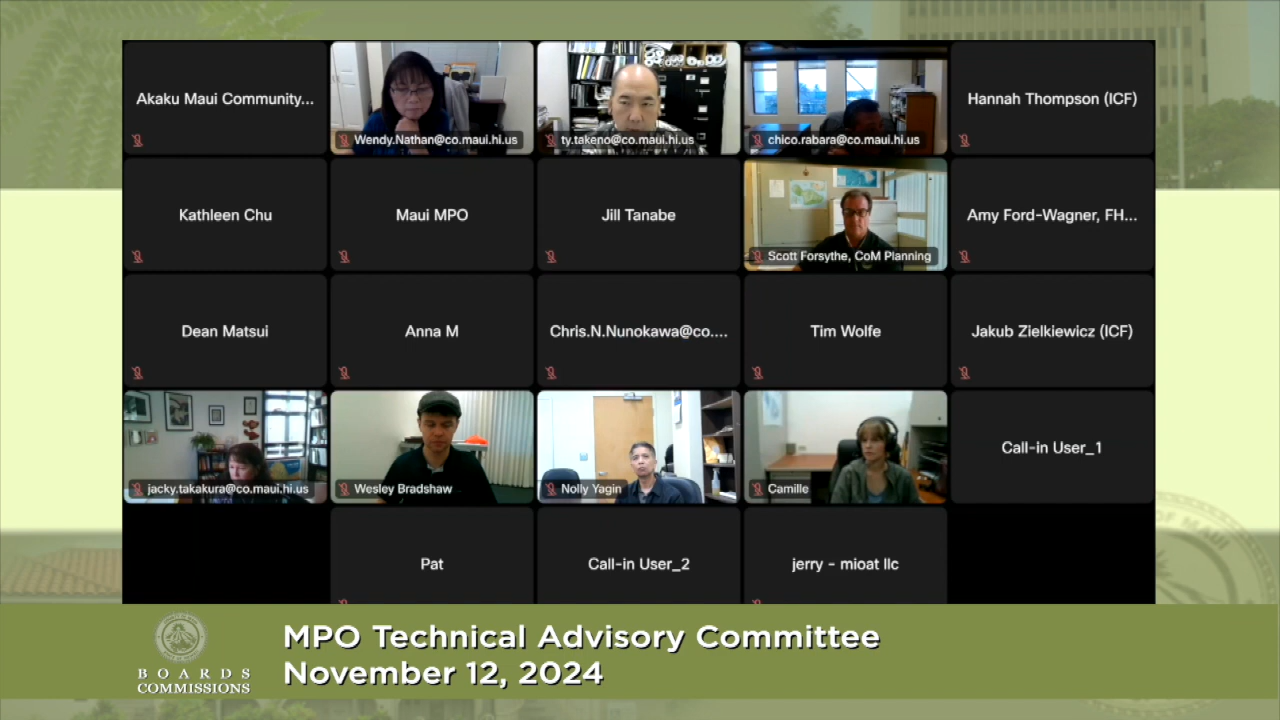 Akaku Maui Community...
Wendy.Nathan@co.maui.hi.us
ty.takeno@co.maui.hi.us
chico.rabara@co.maui.hi.us
Hannah Thompson (ICF)
Kathleen Chu
Maui MPO
Jill Tanabe
Scott Forsythe, CoM Planning
Amy Ford-Wagner, FH...
Dean Matsui
Anna M
Chris.N.Nunokawa@co....
Tim Wolfe
Jakub Zielkiewicz (ICF)
jacky.takakura@co.maui.hi.us
Wesley Bradshaw
Nolly Yagin
Camille
Call-in User_1
Pat
Call-in User_2
jerry - mioat llc
BOARDS
COMMISSIONS
MPO Technical Advisory Committee
November 12, 2024